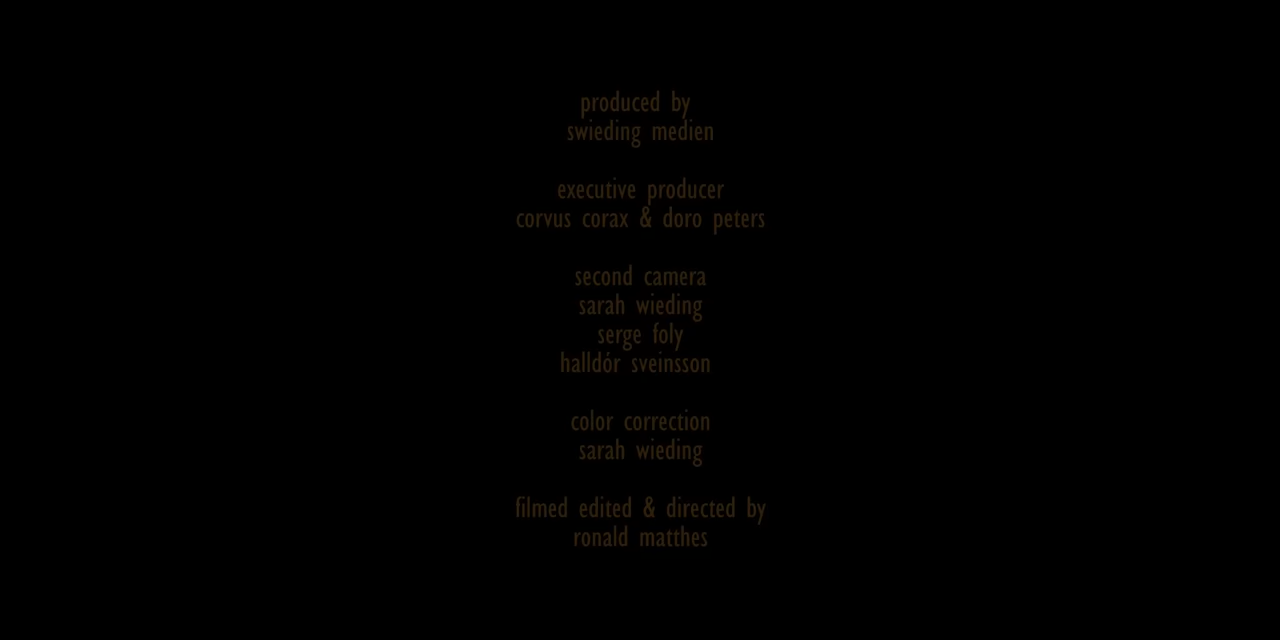 produced by
swieding medien
executive producer
corvus corax & doro peters
second camera
sarah wieding
serge foly
halldór sveinsson
color correction
sarah wieding
filmed edited & directed by
ronald matthes